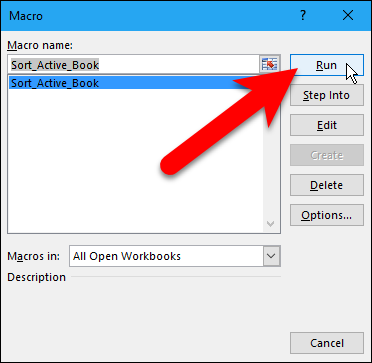 Macro ?
Macro name:
Sort_Active_Book
Sort_Active_Book
Run
Step Into
Edit
Create
Delete
Options...
Macros in: All Open Workbooks
Description
Cancel